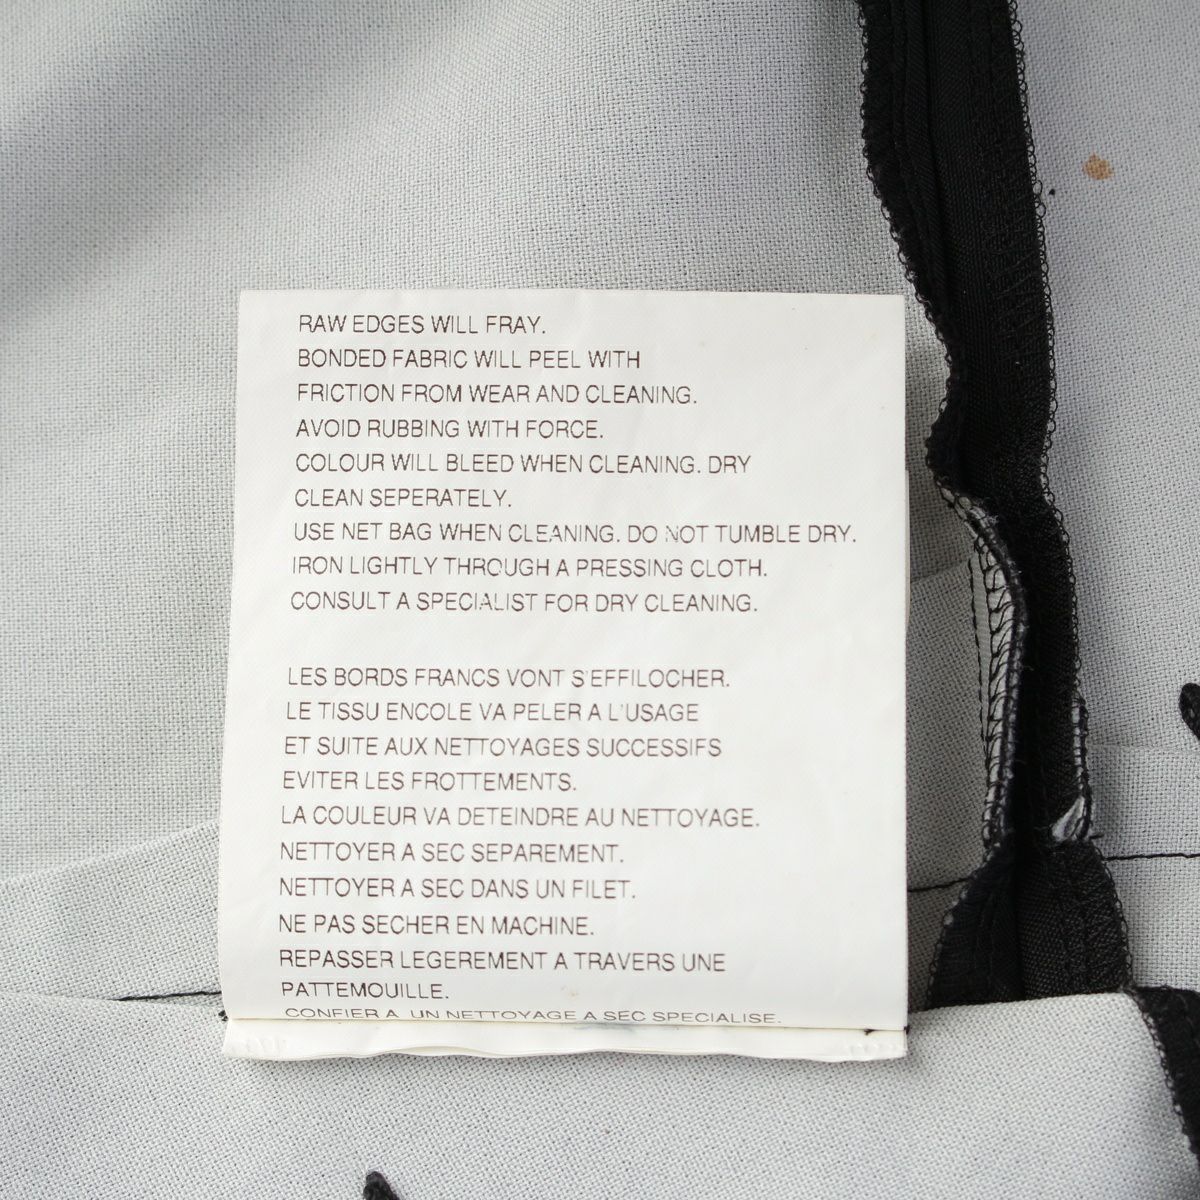 RAW EDGES WILL FRAY.
BONDED FABRIC WILL PEEL WITH
FRICTION FROM WEAR AND CLEANING.
AVOID RUBBING WITH FORCE.
COLOUR WILL BLEED WHEN CLEANING. DRY
CLEAN SEPERATELY.
USE NET BAG WHEN CLEANING. DO NOT TUMBLE DRY.
IRON LIGHTLY THROUGH A PRESSING CLOTH.
CONSULT A SPECIALIST FOR DRY CLEANING.
LES BORDS FRANCS VONT S'EFFILOCHER.
LE TISSU ENCOLE VA PELER A L'USAGE
ET SUITE AUX NETTOYAGES SUCCESSIFS
EVITER LES FROTTEMENTS.
LA COULEUR VA DETEINDRE AU NETTOYAGE.
NETTOYER A SEC SEPAREMENT.
NETTOYER A SEC DANS UN FILET.
NE PAS SECHER EN MACHINE.
REPASSER LEGEREMENT A TRAVERS UNE
PATTEMOUILLE.
CONFIER A UN NETTOYAGE A SEC SPECIALISE.